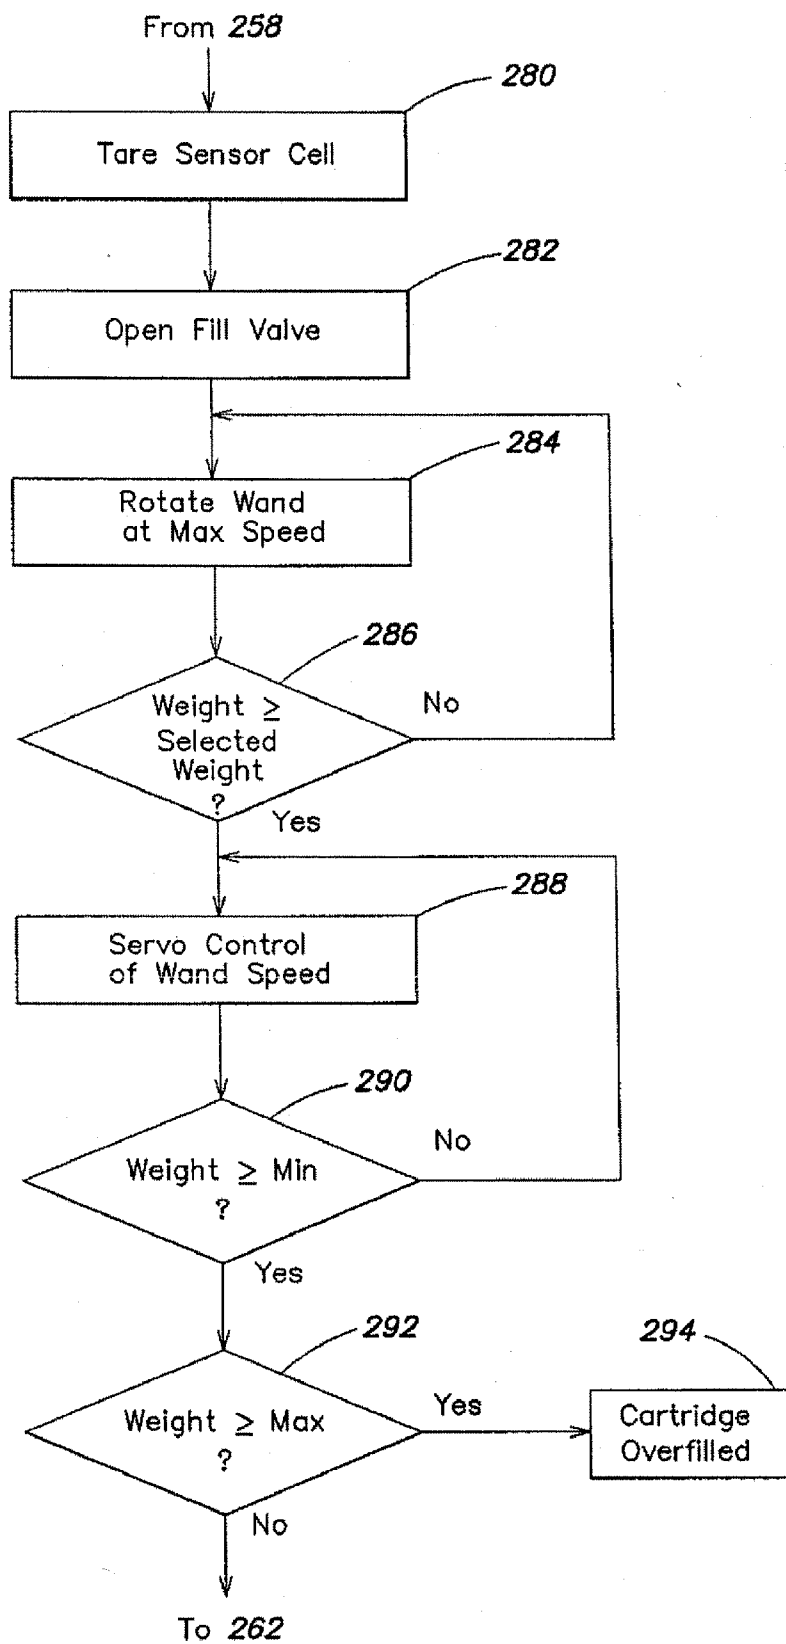 From 258
280
Tare Sensor Cell
282
Open Fill Valve
284
Rotate Wand
at Max Speed
286
Weight ≥
Selected
Weight
?
No
Yes
288
Servo Control
of Wand Speed
290
Weight ≥ Min
?
No
Yes
292
Weight ≥ Max
?
Yes
294
Cartridge
Overfilled
No
To 262